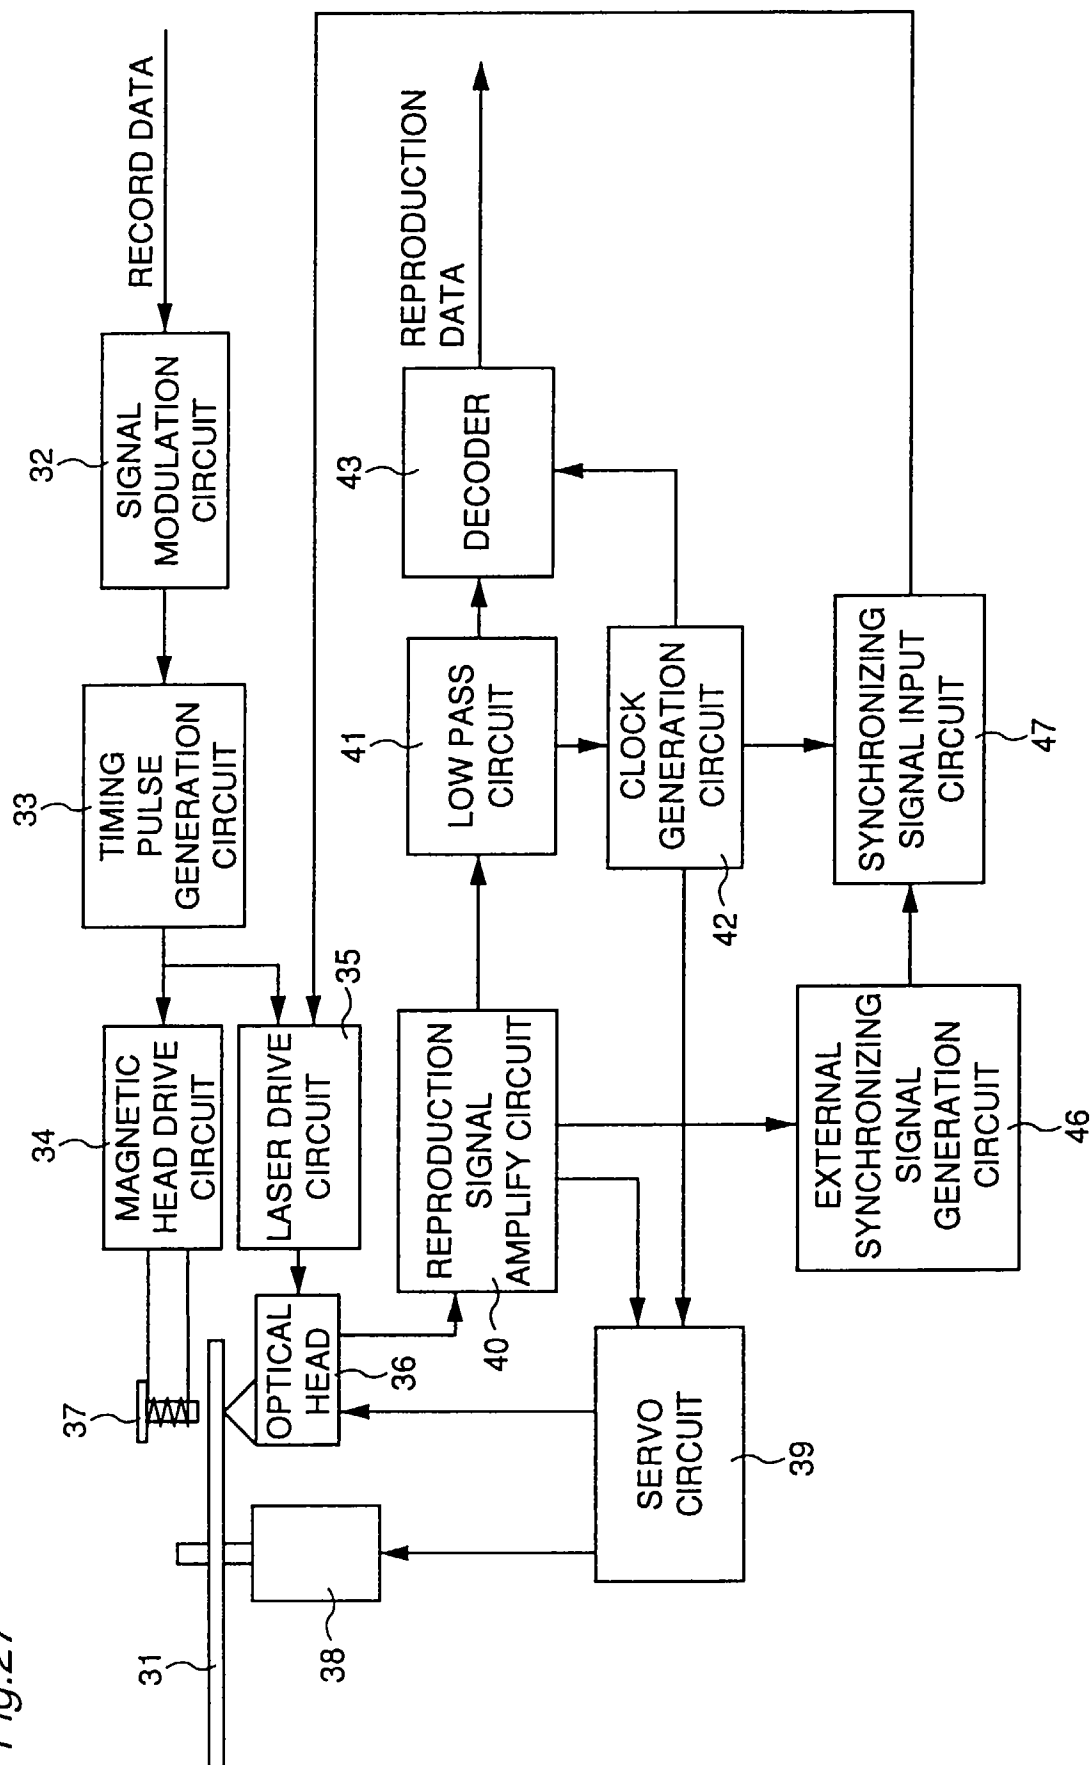 Fig.27
RECORD DATA
32
SIGNAL
MODULATION
CIRCUIT
33
TIMING
PULSE
GENERATION
CIRCUIT
34
MAGNETIC
HEAD DRIVE
CIRCUIT
35
LASER DRIVE
CIRCUIT
37
OPTICAL
HEAD
36
31
38
REPRODUCTION
SIGNAL
AMPLIFY CIRCUIT
40
41
LOW PASS
CIRCUIT
43
DECODER
REPRODUCTION
DATA
CLOCK
GENERATION
CIRCUIT
42
SERVO
CIRCUIT
39
EXTERNAL
SYNCHRONIZING
SIGNAL
GENERATION
CIRCUIT
46
SYNCHRONIZING
SIGNAL INPUT
CIRCUIT
47